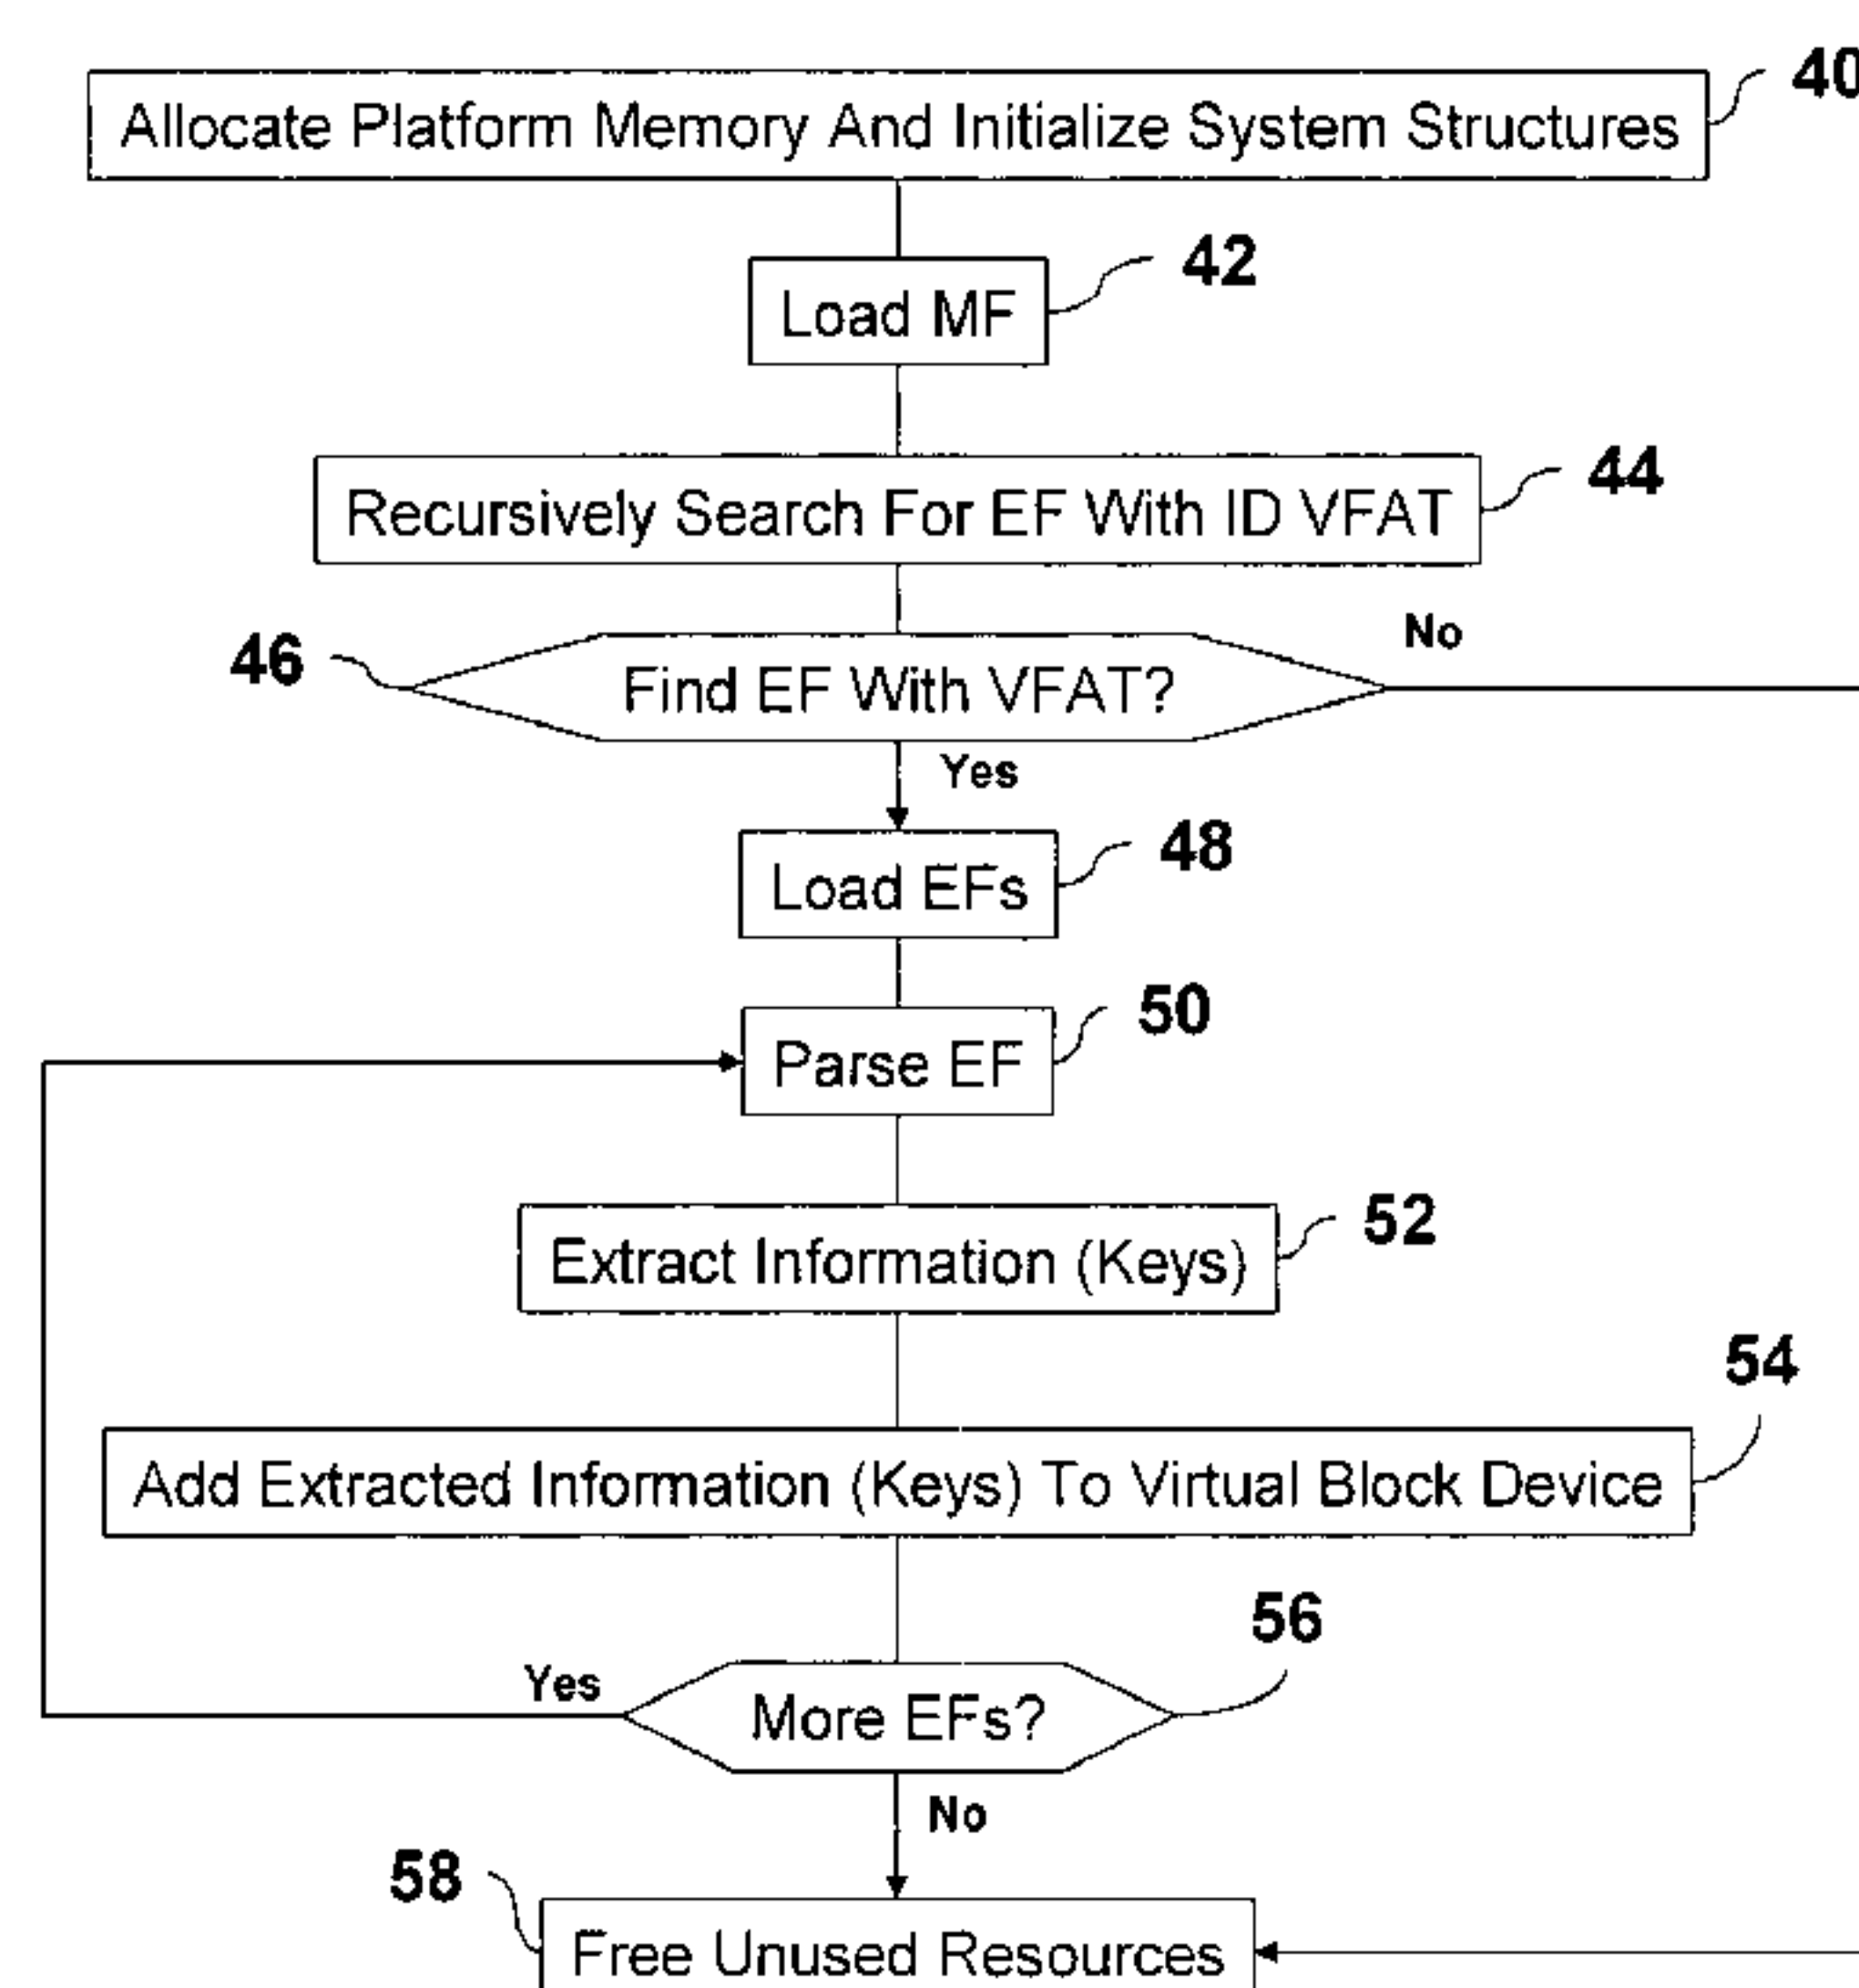 40
Allocate Platform Memory And Initialize System Structures
42
Load MF
44
Recursively Search For EF With ID VFAT
No
46
Find EF With VFAT?
Yes
48
Load EFs
50
Parse EF
52
Extract Information (Keys)
54
Add Extracted Information (Keys) To Virtual Block Device
56
Yes
More EFs?
No
58
Free Unused Resources